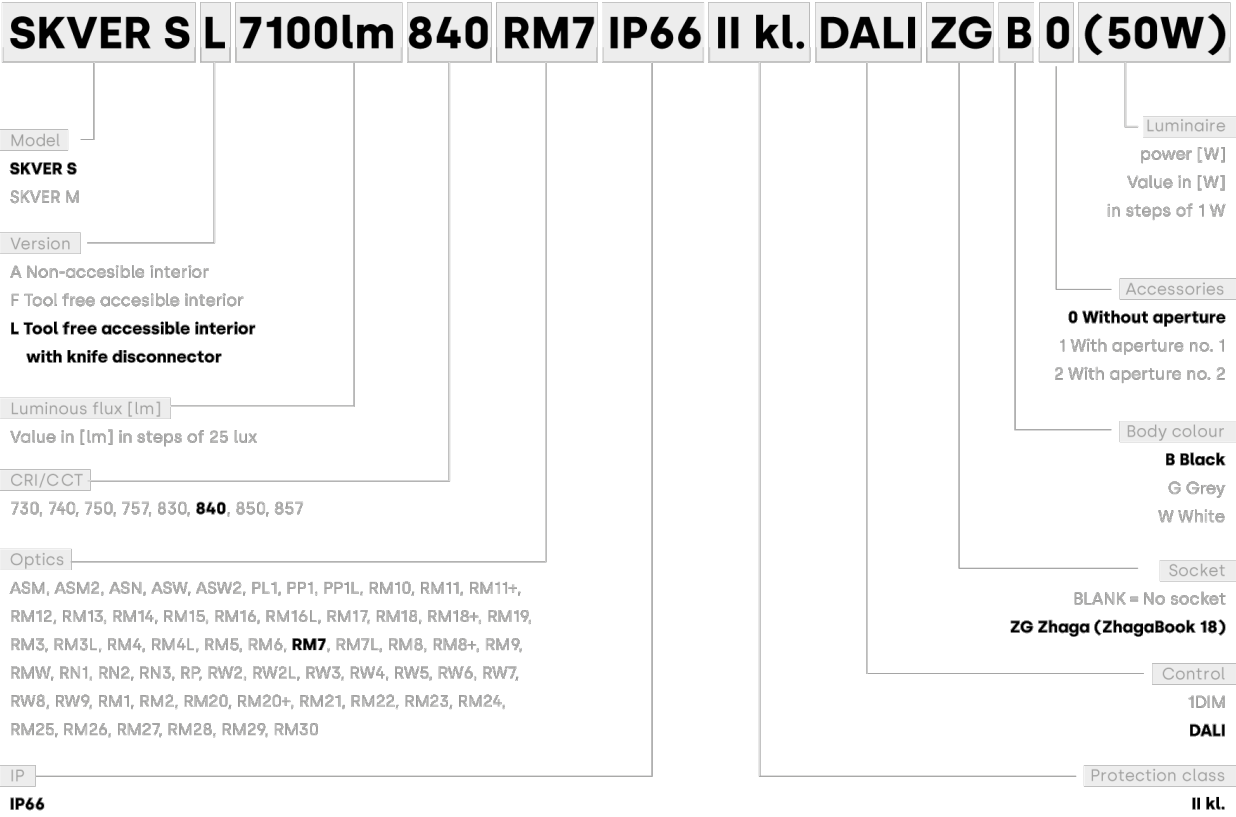 SKVER S L 7100lm 840 RM7 IP66 II kl. DALI ZG B 0 (50W)
Model
SKVER S
SKVER M
Version
A Non-accesible interior
F Tool free accesible interior
L Tool free accessible interior
with knife disconnector
Luminous flux [lm]
Value in [lm] in steps of 25 lux
CRI/CCT
730, 740, 750, 757, 830, 840, 850, 857
Optics
ASM, ASM2, ASN, ASW, ASW2, PL1, PP1, PP1L, RM10, RM11, RM11+,
RM12, RM13, RM14, RM15, RM16, RM16L, RM17, RM18, RM18+, RM19,
RM3, RM3L, RM4, RM4L, RM5, RM6, RM7, RM7L, RM8, RM8+, RM9,
RMW, RN1, RN2, RN3, RP, RW2, RW2L, RW3, RW4, RW5, RW6, RW7,
RW8, RW9, RM1, RM2, RM20, RM20+, RM21, RM22, RM23, RM24,
RM25, RM26, RM27, RM28, RM29, RM30
IP
IP66
Luminaire
power [W]
Value in [W]
in steps of 1 W
Accessories
0 Without aperture
1 With aperture no. 1
2 With aperture no. 2
Body colour
B Black
G Grey
W White
Socket
BLANK = No socket
ZG Zhaga (ZhagaBook 18)
Control
1DIM
DALI
Protection class
II kl.